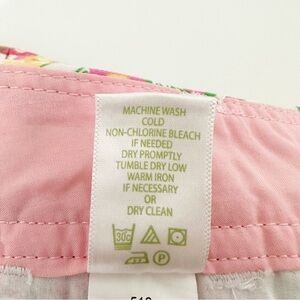 MACHINE WASH
COLD
NON-CHLORINE BLEACH
IF NEEDED
DRY PROMPTLY
TUMBLE DRY LOW
WARM IRON
IF NECESSARY
OR
DRY CLEAN
30C
P